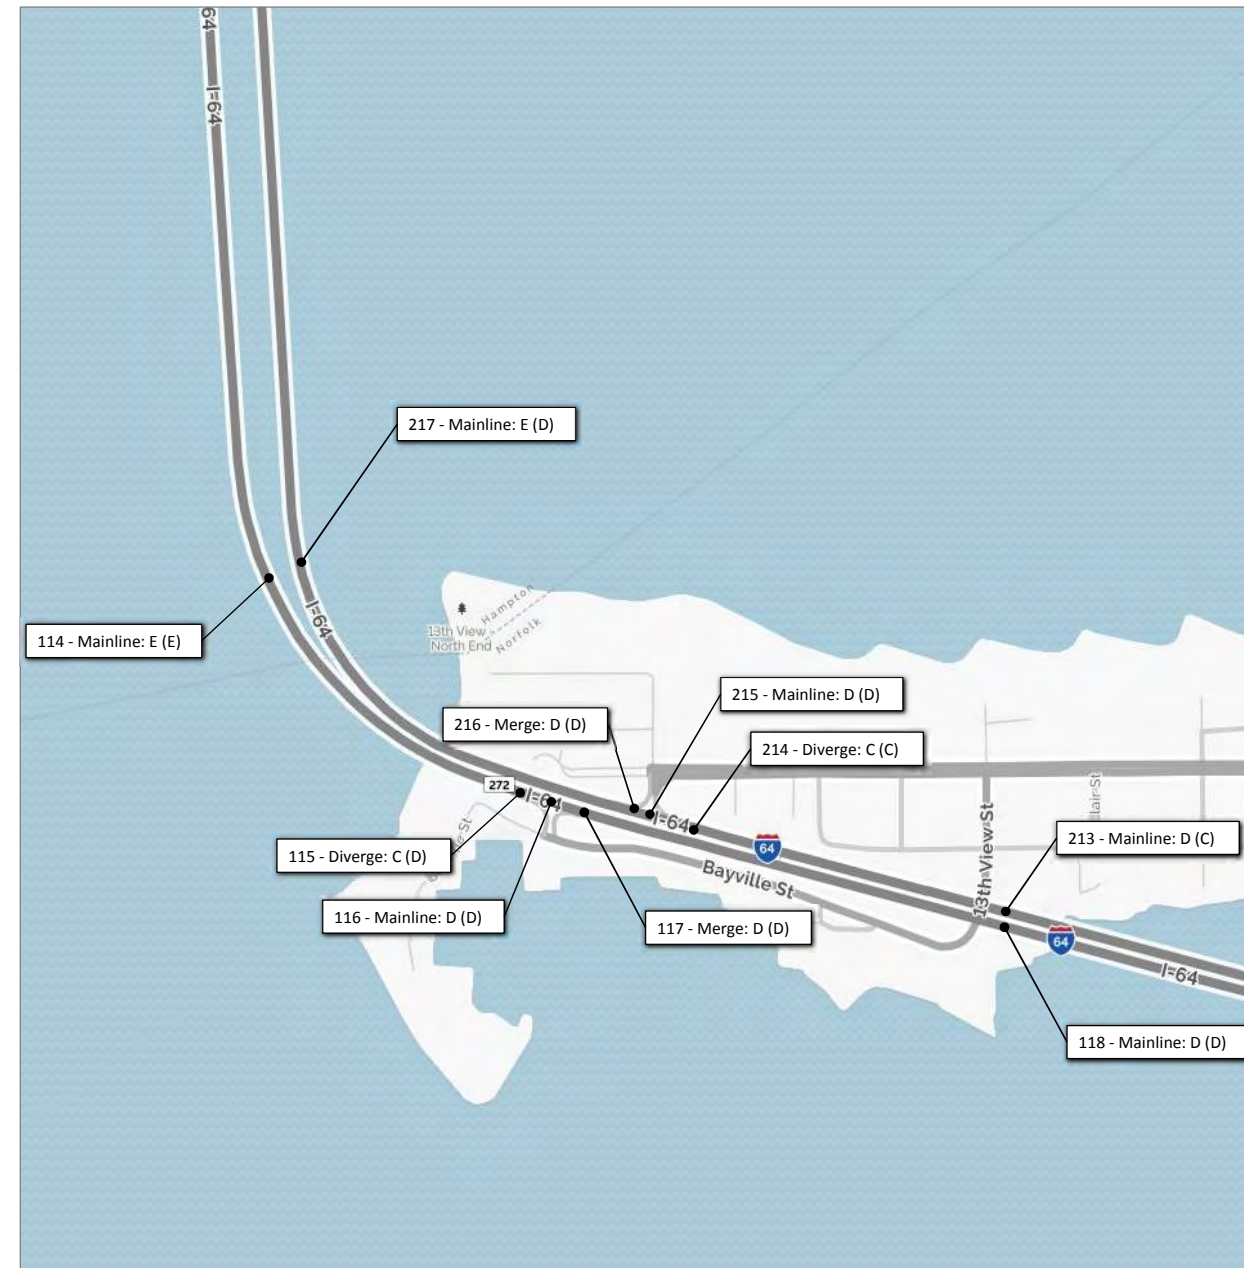 64
I-64
217 - Mainline: E (D)
I-64
114 - Mainline: E (E)
Hampton
Norfolk
13th View
North End
215 - Mainline: D (D)
216 - Merge: D (D)
214 - Diverge: C (C)
272
I-64
I-64
64
115 - Diverge: C (D)
Bayville St
13th View St
213 - Mainline: D (C)
116 - Mainline: D (D)
117 - Merge: D (D)
64
I-64
118 - Mainline: D (D)